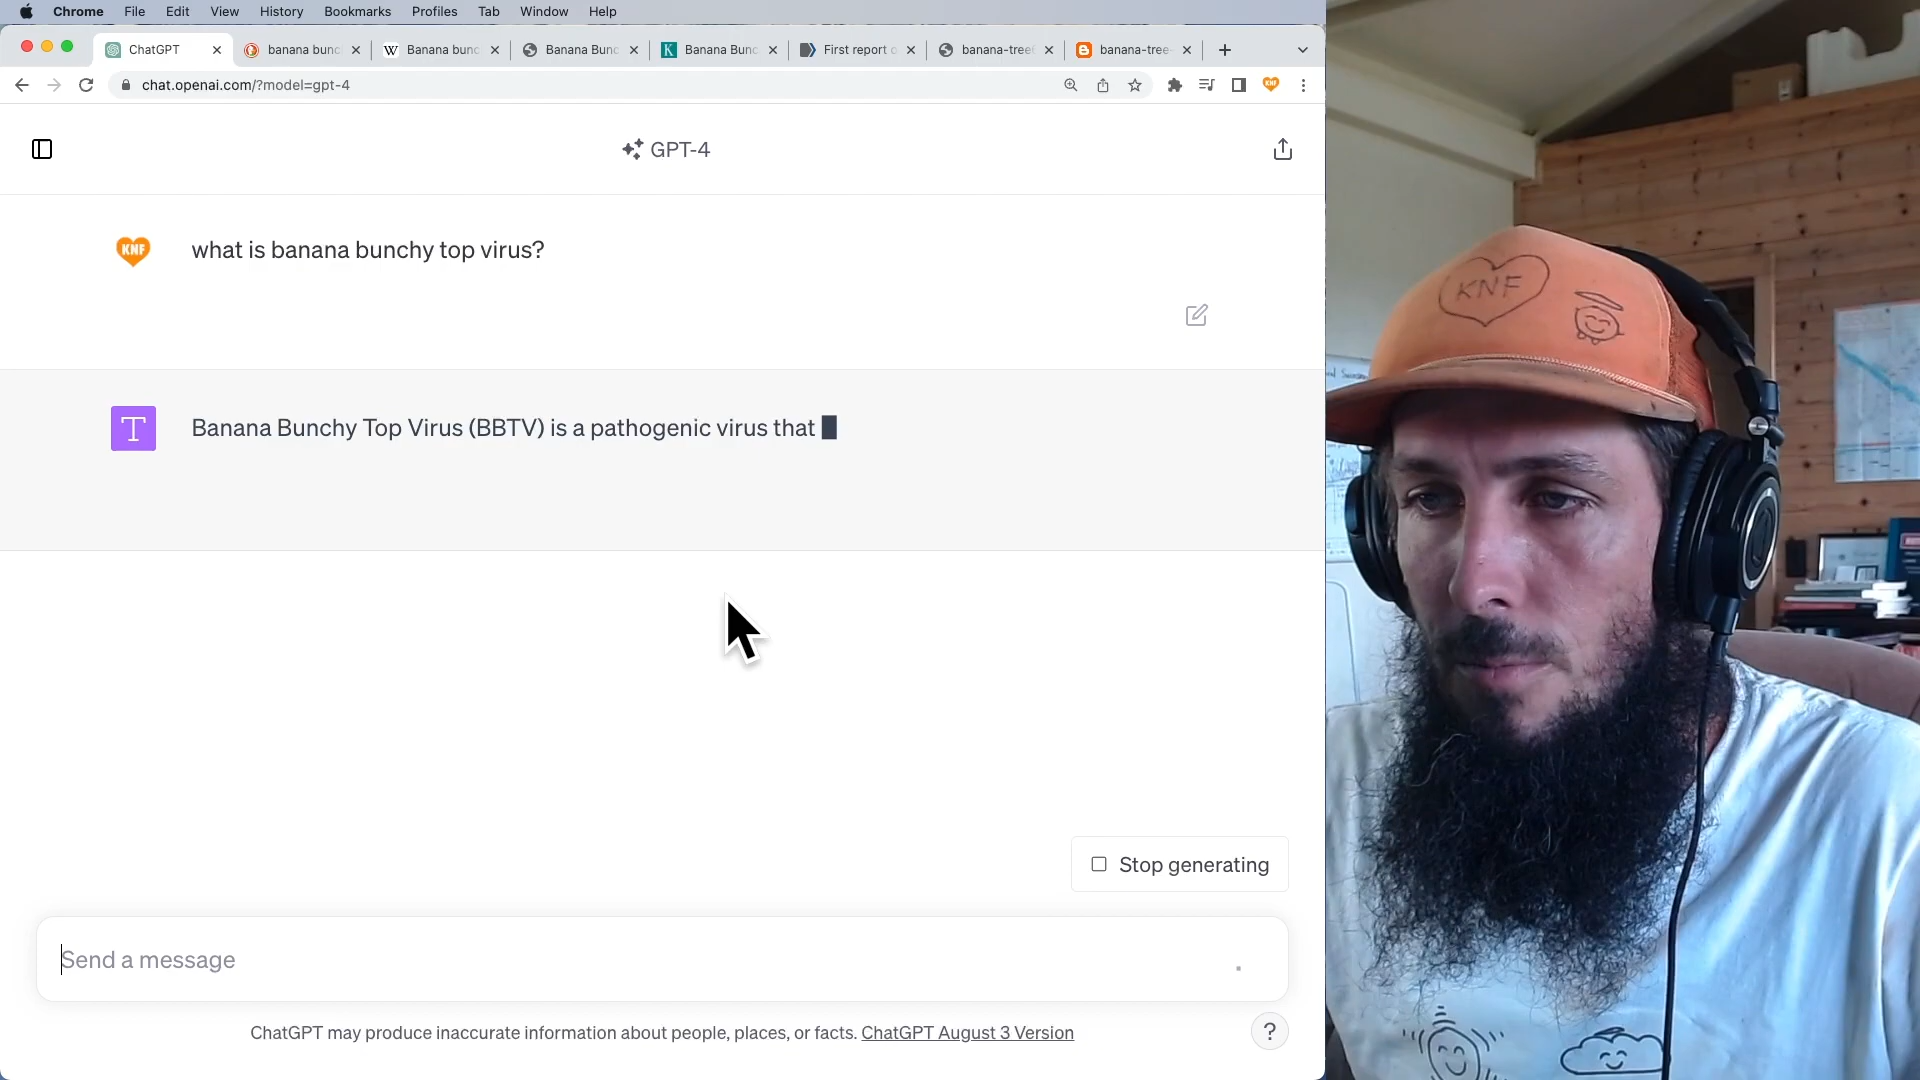 Chrome File Edit View History Bookmarks Profiles Tab Window Help
ChatGPT banana bunc Banana bunc Banana Bunc Banana Bunc First report o banana-tree banana-tree-
chat.openai.com/?model=gpt-4
GPT-4
KNF what is banana bunchy top virus?
T Banana Bunchy Top Virus (BBTV) is a pathogenic virus that
Stop generating
Send a message
ChatGPT may produce inaccurate information about people, places, or facts. ChatGPT August 3 Version
?
KNF